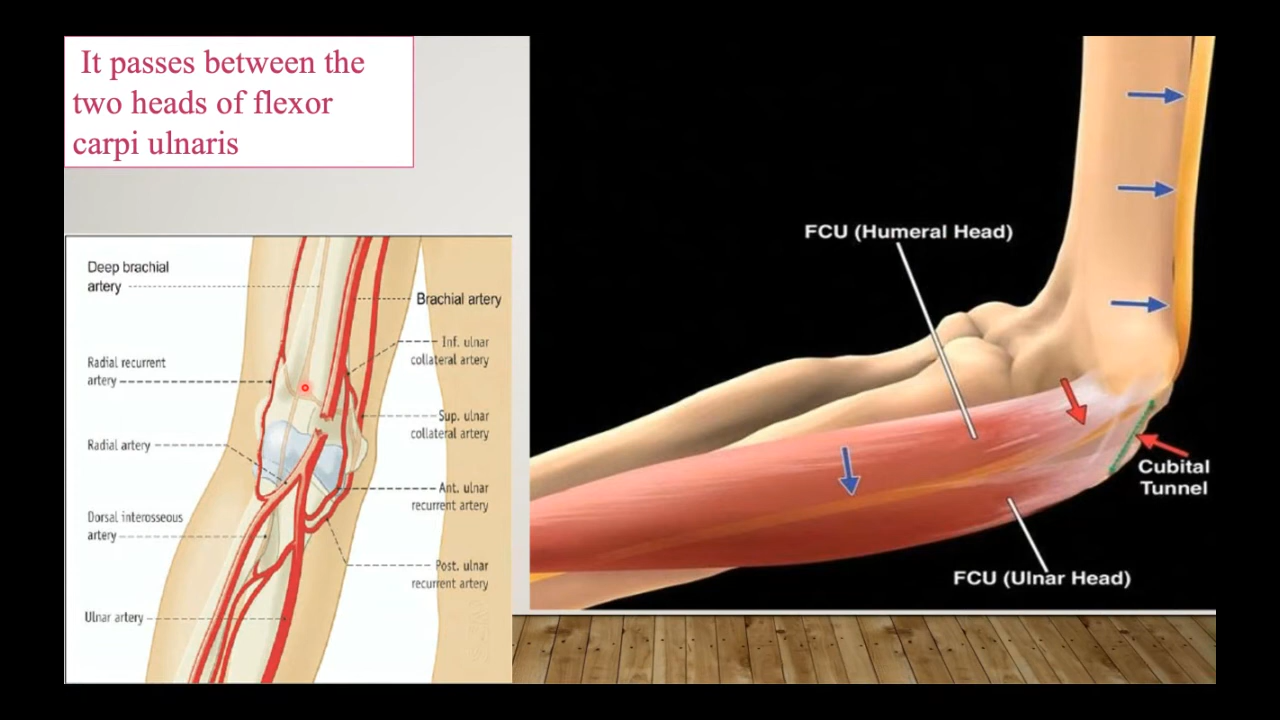 It passes between the
two heads of flexor
carpi ulnaris
Deep brachial
artery
Brachial artery
Inf. ulnar
collateral artery
Radial recurrent
artery
Sup. ulnar
collateral artery
Radial artery
Ant. ulnar
recurrent artery
Dorsal interosseous
artery
Post. ulnar
recurrent artery
Ulnar artery
FCU (Humeral Head)
Cubital
Tunnel
FCU (Ulnar Head)